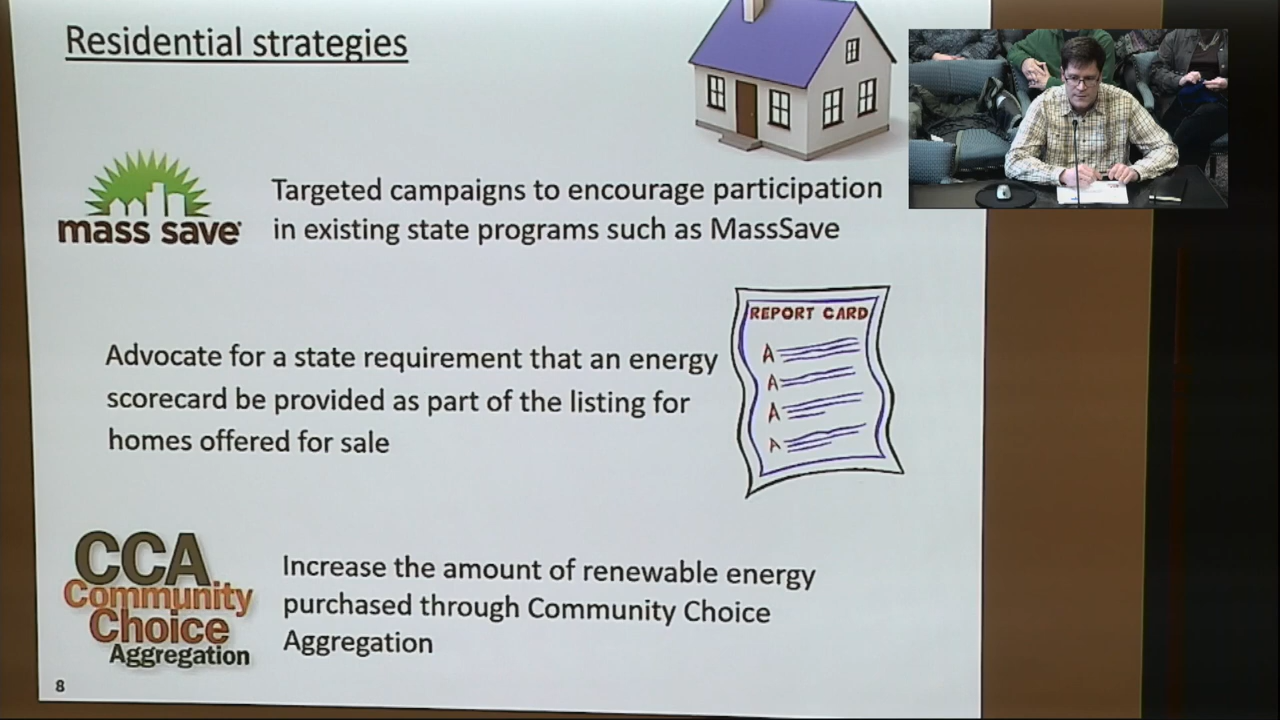 Residential strategies
mass save
Targeted campaigns to encourage participation
in existing state programs such as MassSave
REPORT CARD
A
A
A
A
Advocate for a state requirement that an energy
scorecard be provided as part of the listing for
homes offered for sale
CCA
Community
Choice
Aggregation
Increase the amount of renewable energy
purchased through Community Choice
Aggregation
8